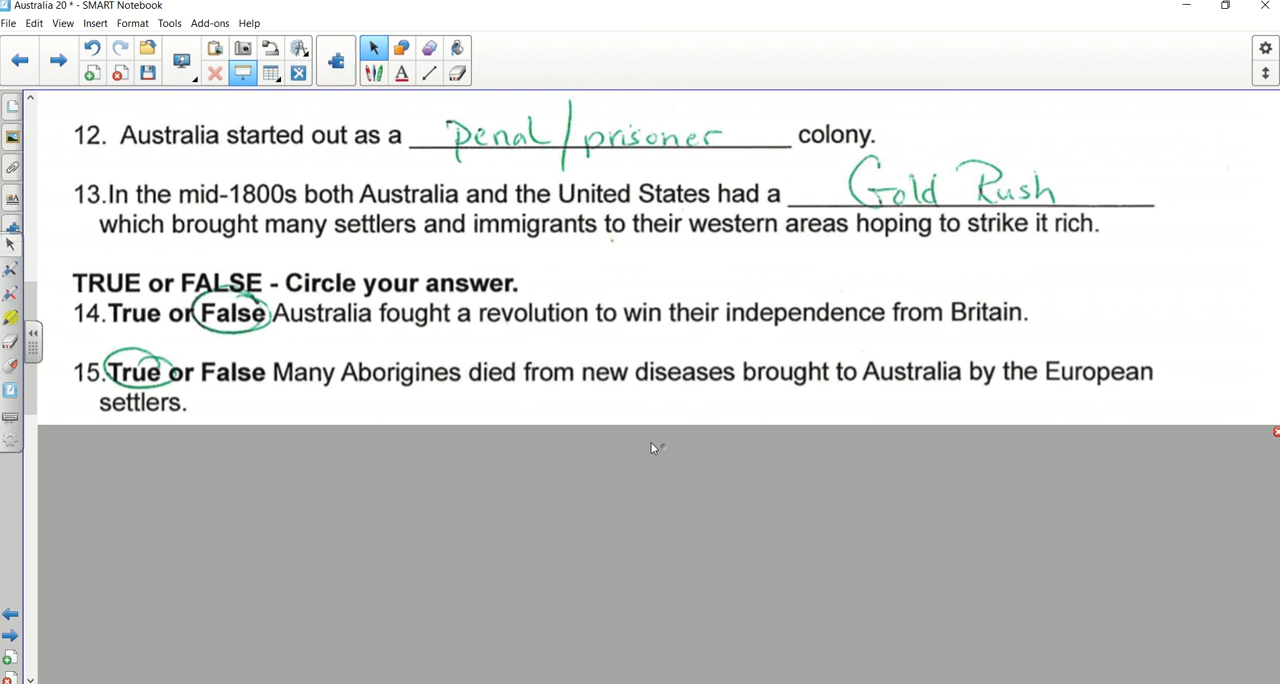 Australia 20 * - SMART Notebook
File Edit View Insert Format Tools Add-ons Help
12. Australia started out as a penal/prisoner colony.
13.In the mid-1800s both Australia and the United States had a Gold Rush
which brought many settlers and immigrants to their western areas hoping to strike it rich.
TRUE or FALSE - Circle your answer.
14.True or False Australia fought a revolution to win their independence from Britain.
15.True or False Many Aborigines died from new diseases brought to Australia by the European
settlers.